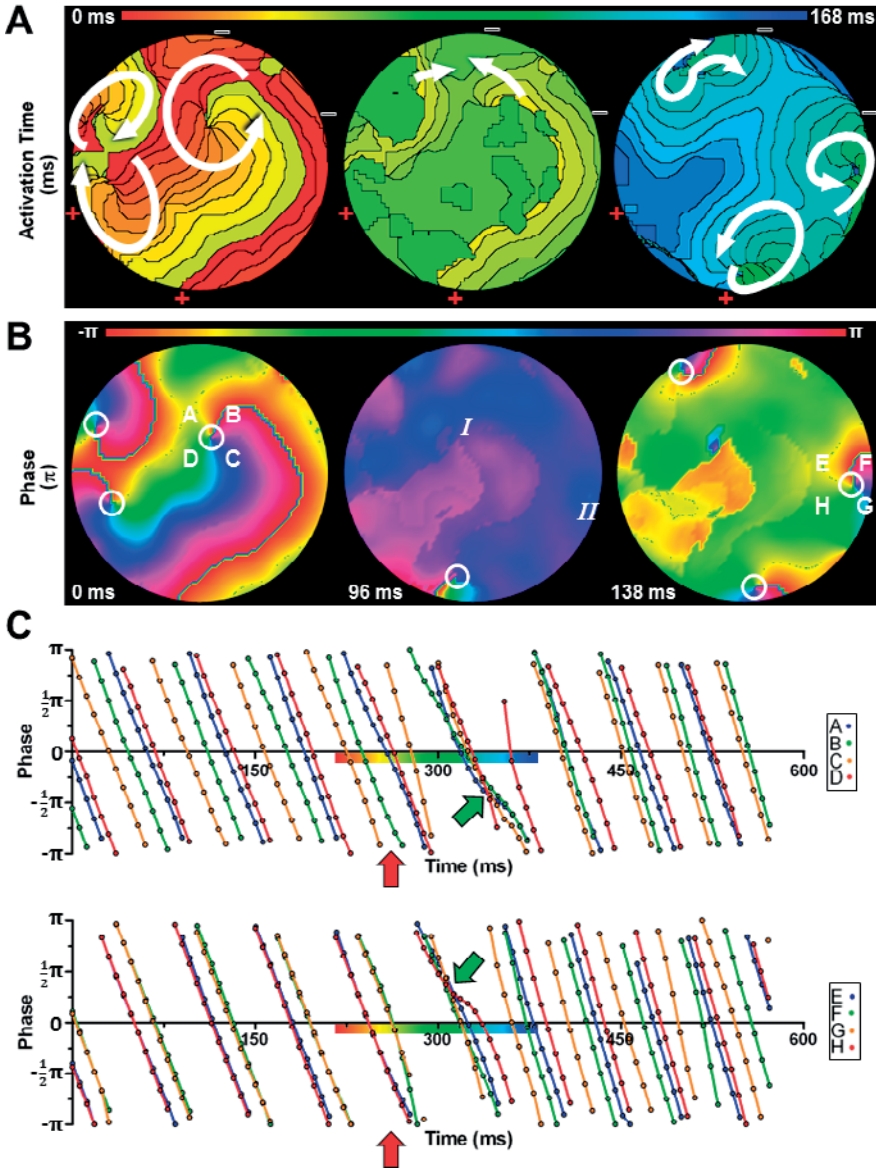 A
0 ms 168 ms
Activation Time
(ms)
+ + + + + +
B
-π π
Phase
(π)
A B
D C
I
II
E F
H G
0 ms 96 ms 138 ms
C
π
½π
0
-½π
-π
Phase
150 300 450 600
Time (ms)
A
B
C
D
π
½π
0
-½π
-π
Phase
150 300 450 600
Time (ms)
E
F
G
H